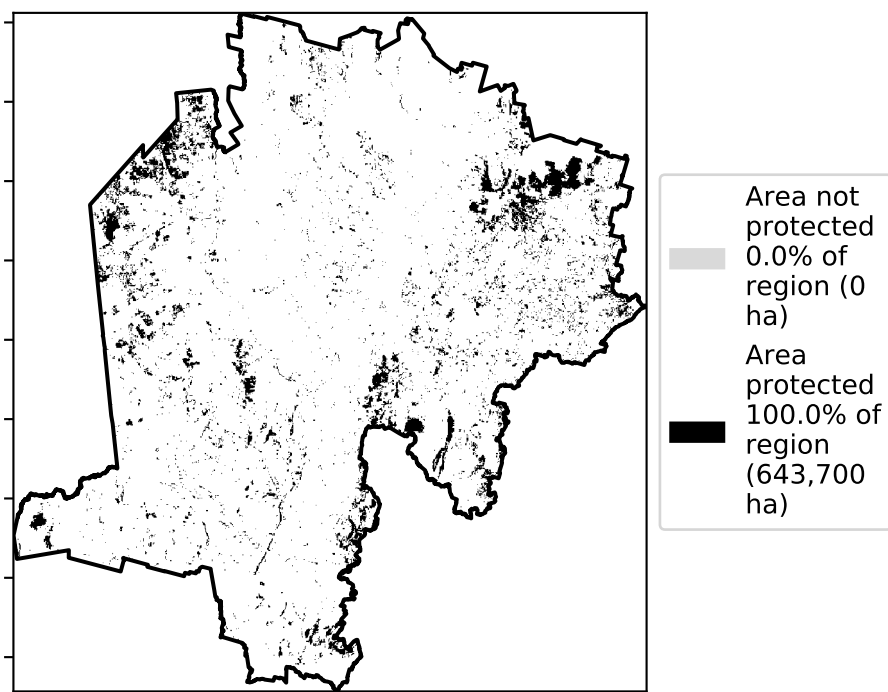 Area not
protected
0.0% of
region (0
ha)
Area
protected
100.0% of
region
(643,700
ha)